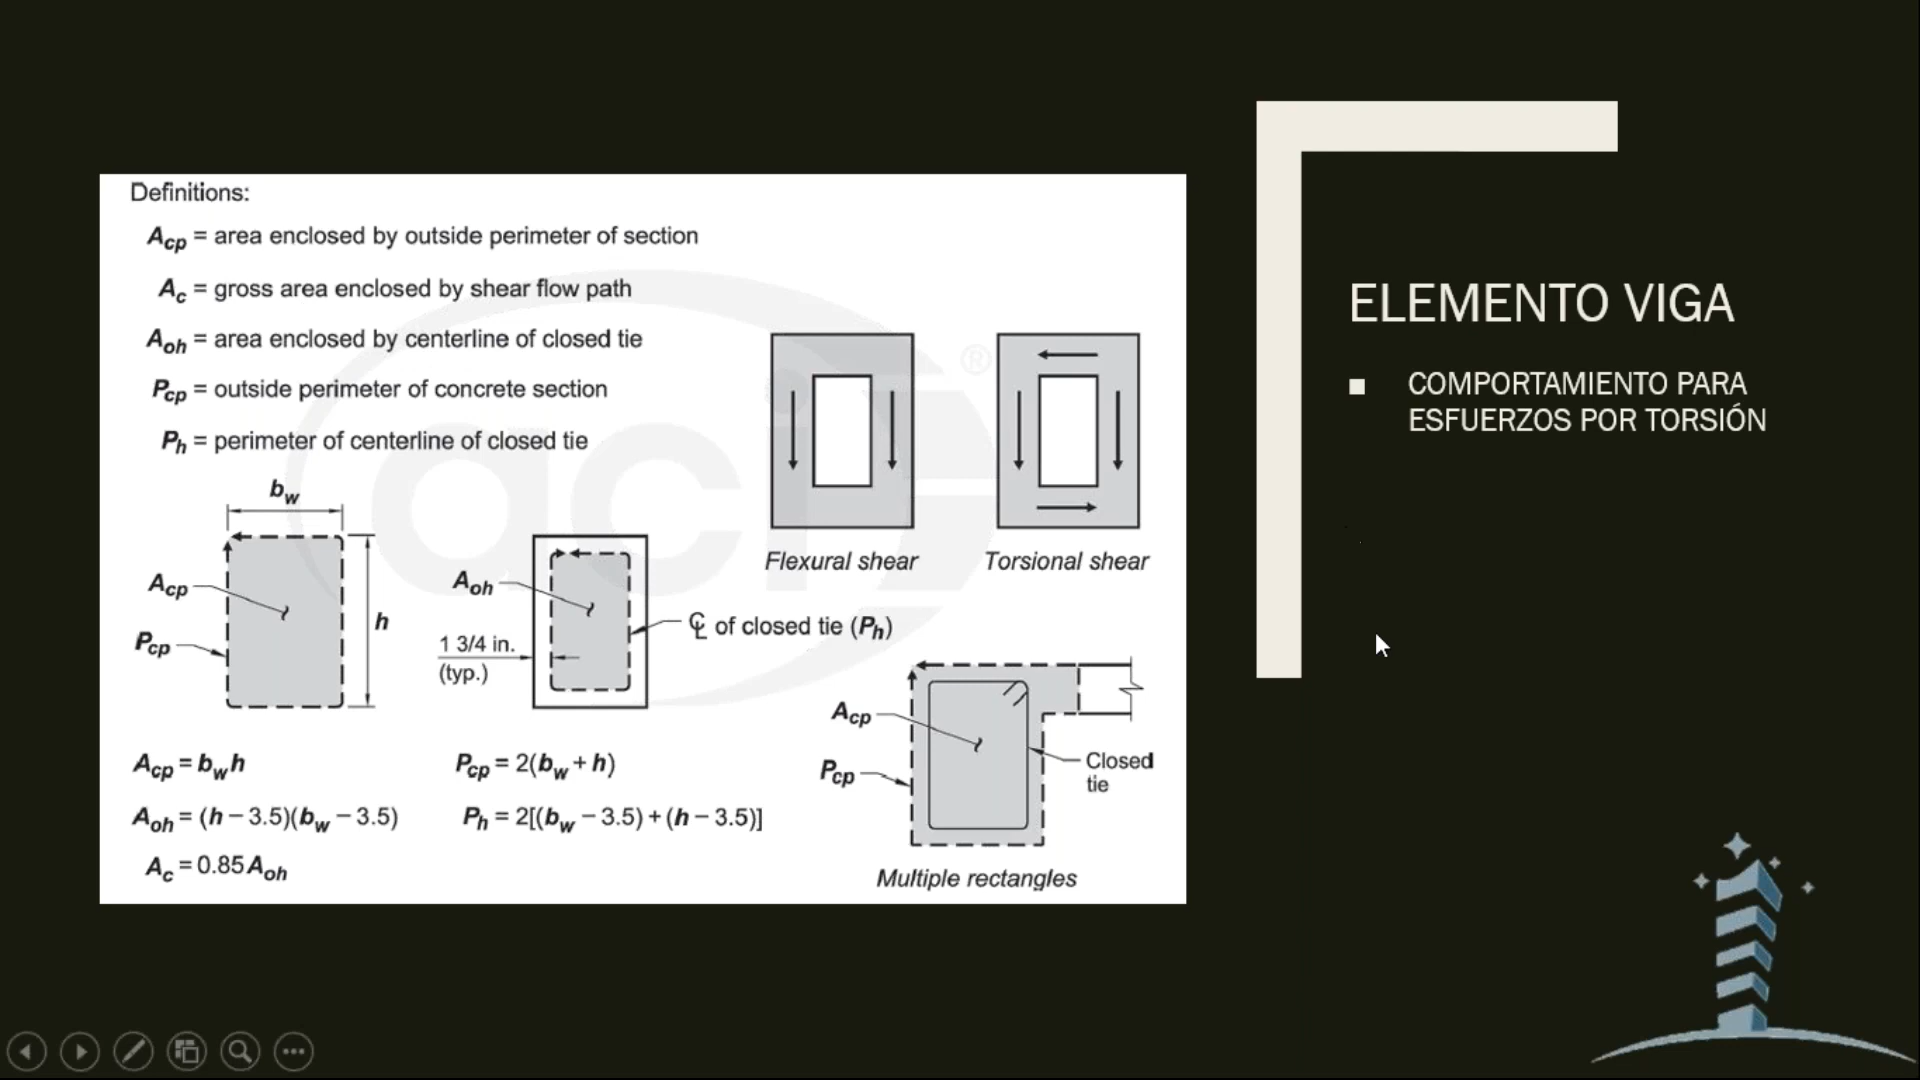 Definitions:
Acp = area enclosed by outside perimeter of section
Ac = gross area enclosed by shear flow path
Aoh = area enclosed by centerline of closed tie
Pcp = outside perimeter of concrete section
Ph = perimeter of centerline of closed tie
aci
®
Flexural shear
Torsional shear
bw
h
Acp
Pcp
Aoh
1 3/4 in.
(typ.)
℄ of closed tie (Ph)
Acp
Pcp
Closed
tie
Multiple rectangles
Acp = bwh
Pcp = 2(bw + h)
Aoh = (h − 3.5)(bw − 3.5)
Ph = 2[(bw − 3.5) + (h − 3.5)]
Ac = 0.85Aoh
ELEMENTO VIGA
■ COMPORTAMIENTO PARA
ESFUERZOS POR TORSIÓN